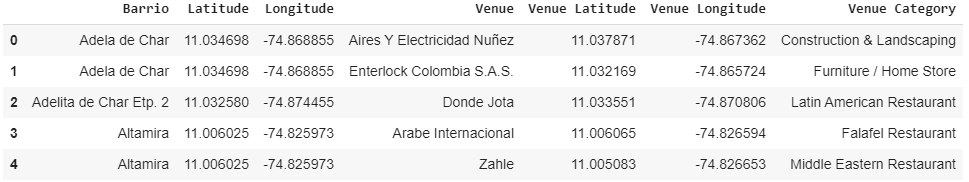 Barrio Latitude Longitude Venue Venue Latitude Venue Longitude Venue Category
0 Adela de Char 11.034698 -74.868855 Aires Y Electricidad Nuñez 11.037871 -74.867362 Construction & Landscaping
1 Adela de Char 11.034698 -74.868855 Enterlock Colombia S.A.S. 11.032169 -74.865724 Furniture / Home Store
2 Adelita de Char Etp. 2 11.032580 -74.874455 Donde Jota 11.033551 -74.870806 Latin American Restaurant
3 Altamira 11.006025 -74.825973 Arabe Internacional 11.006065 -74.826594 Falafel Restaurant
4 Altamira 11.006025 -74.825973 Zahle 11.005083 -74.826653 Middle Eastern Restaurant